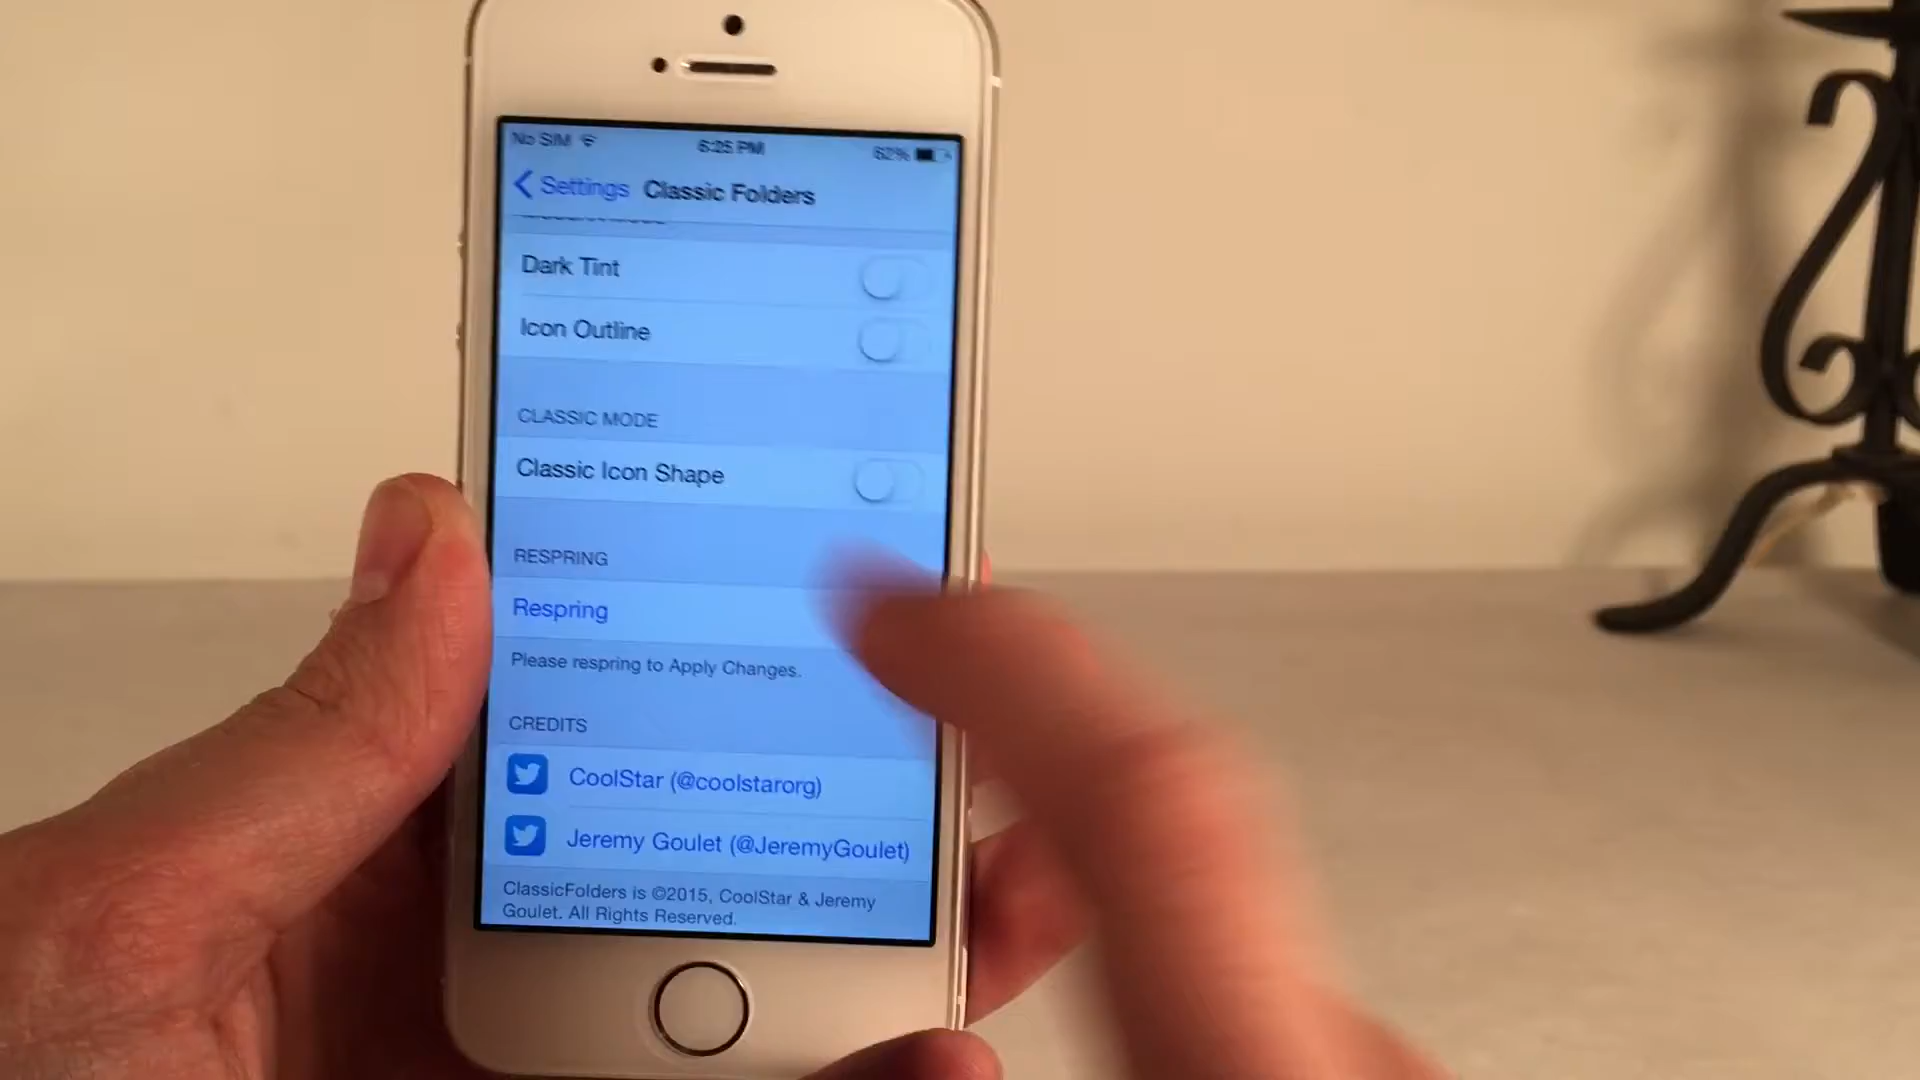 No SIM 6:25 PM 62%
Settings Classic Folders
Dark Tint
Icon Outline
CLASSIC MODE
Classic Icon Shape
RESPRING
Respring
Please respring to Apply Changes.
CREDITS
CoolStar (@coolstarorg)
Jeremy Goulet (@JeremyGoulet)
ClassicFolders is ©2015, CoolStar & Jeremy
Goulet. All Rights Reserved.